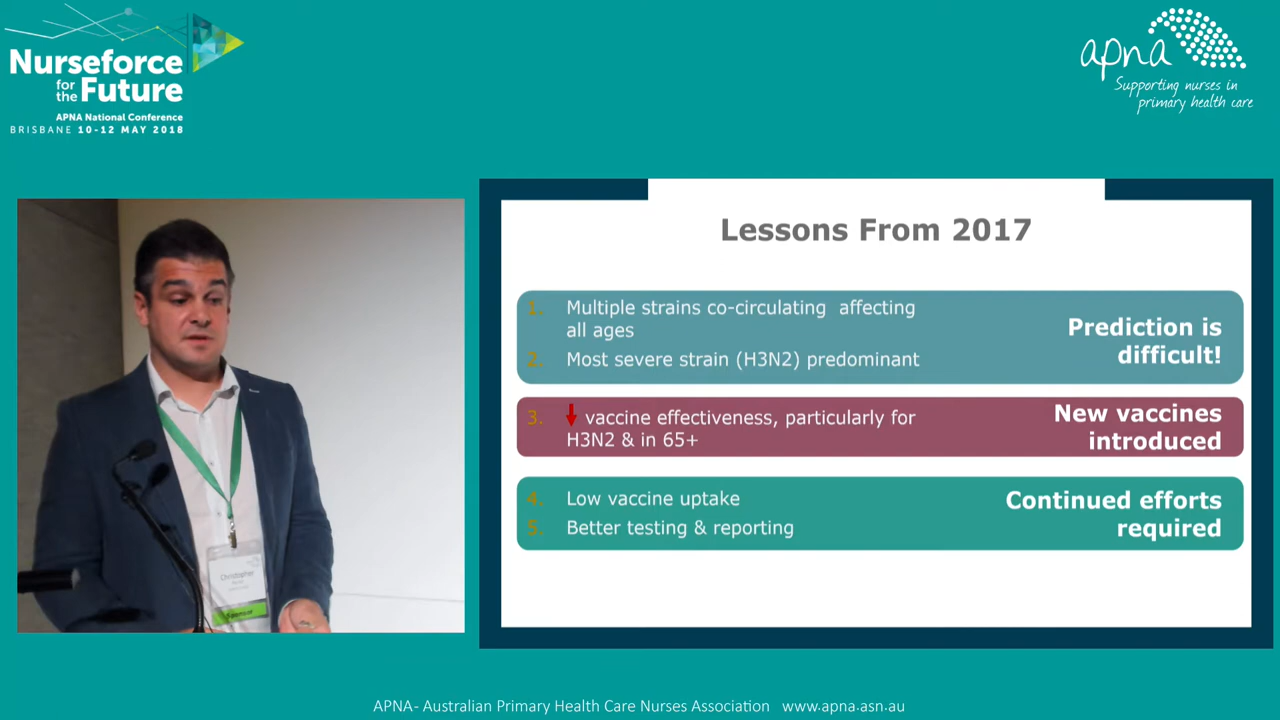 Nurseforce
for
the Future
APNA National Conference
BRISBANE 10-12 MAY 2018
apna
Supporting nurses in
primary health care
Lessons From 2017
1. Multiple strains co-circulating affecting
all ages
2. Most severe strain (H3N2) predominant
Prediction is
difficult!
3. ↓ vaccine effectiveness, particularly for
H3N2 & in 65+
New vaccines
introduced
4. Low vaccine uptake
5. Better testing & reporting
Continued efforts
required
Christopher
Sponsor
APNA- Australian Primary Health Care Nurses Association www.apna.asn.au